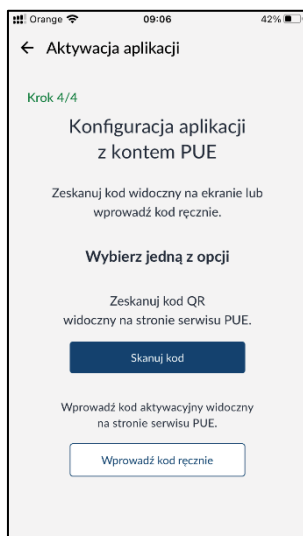 Orange 09:06 42%
← Aktywacja aplikacji
Krok 4/4
Konfiguracja aplikacji
z kontem PUE
Zeskanuj kod widoczny na ekranie lub
wprowadź kod ręcznie.
Wybierz jedną z opcji
Zeskanuj kod QR
widoczny na stronie serwisu PUE.
Skanuj kod
Wprowadź kod aktywacyjny widoczny
na stronie serwisu PUE.
Wprowadź kod ręcznie